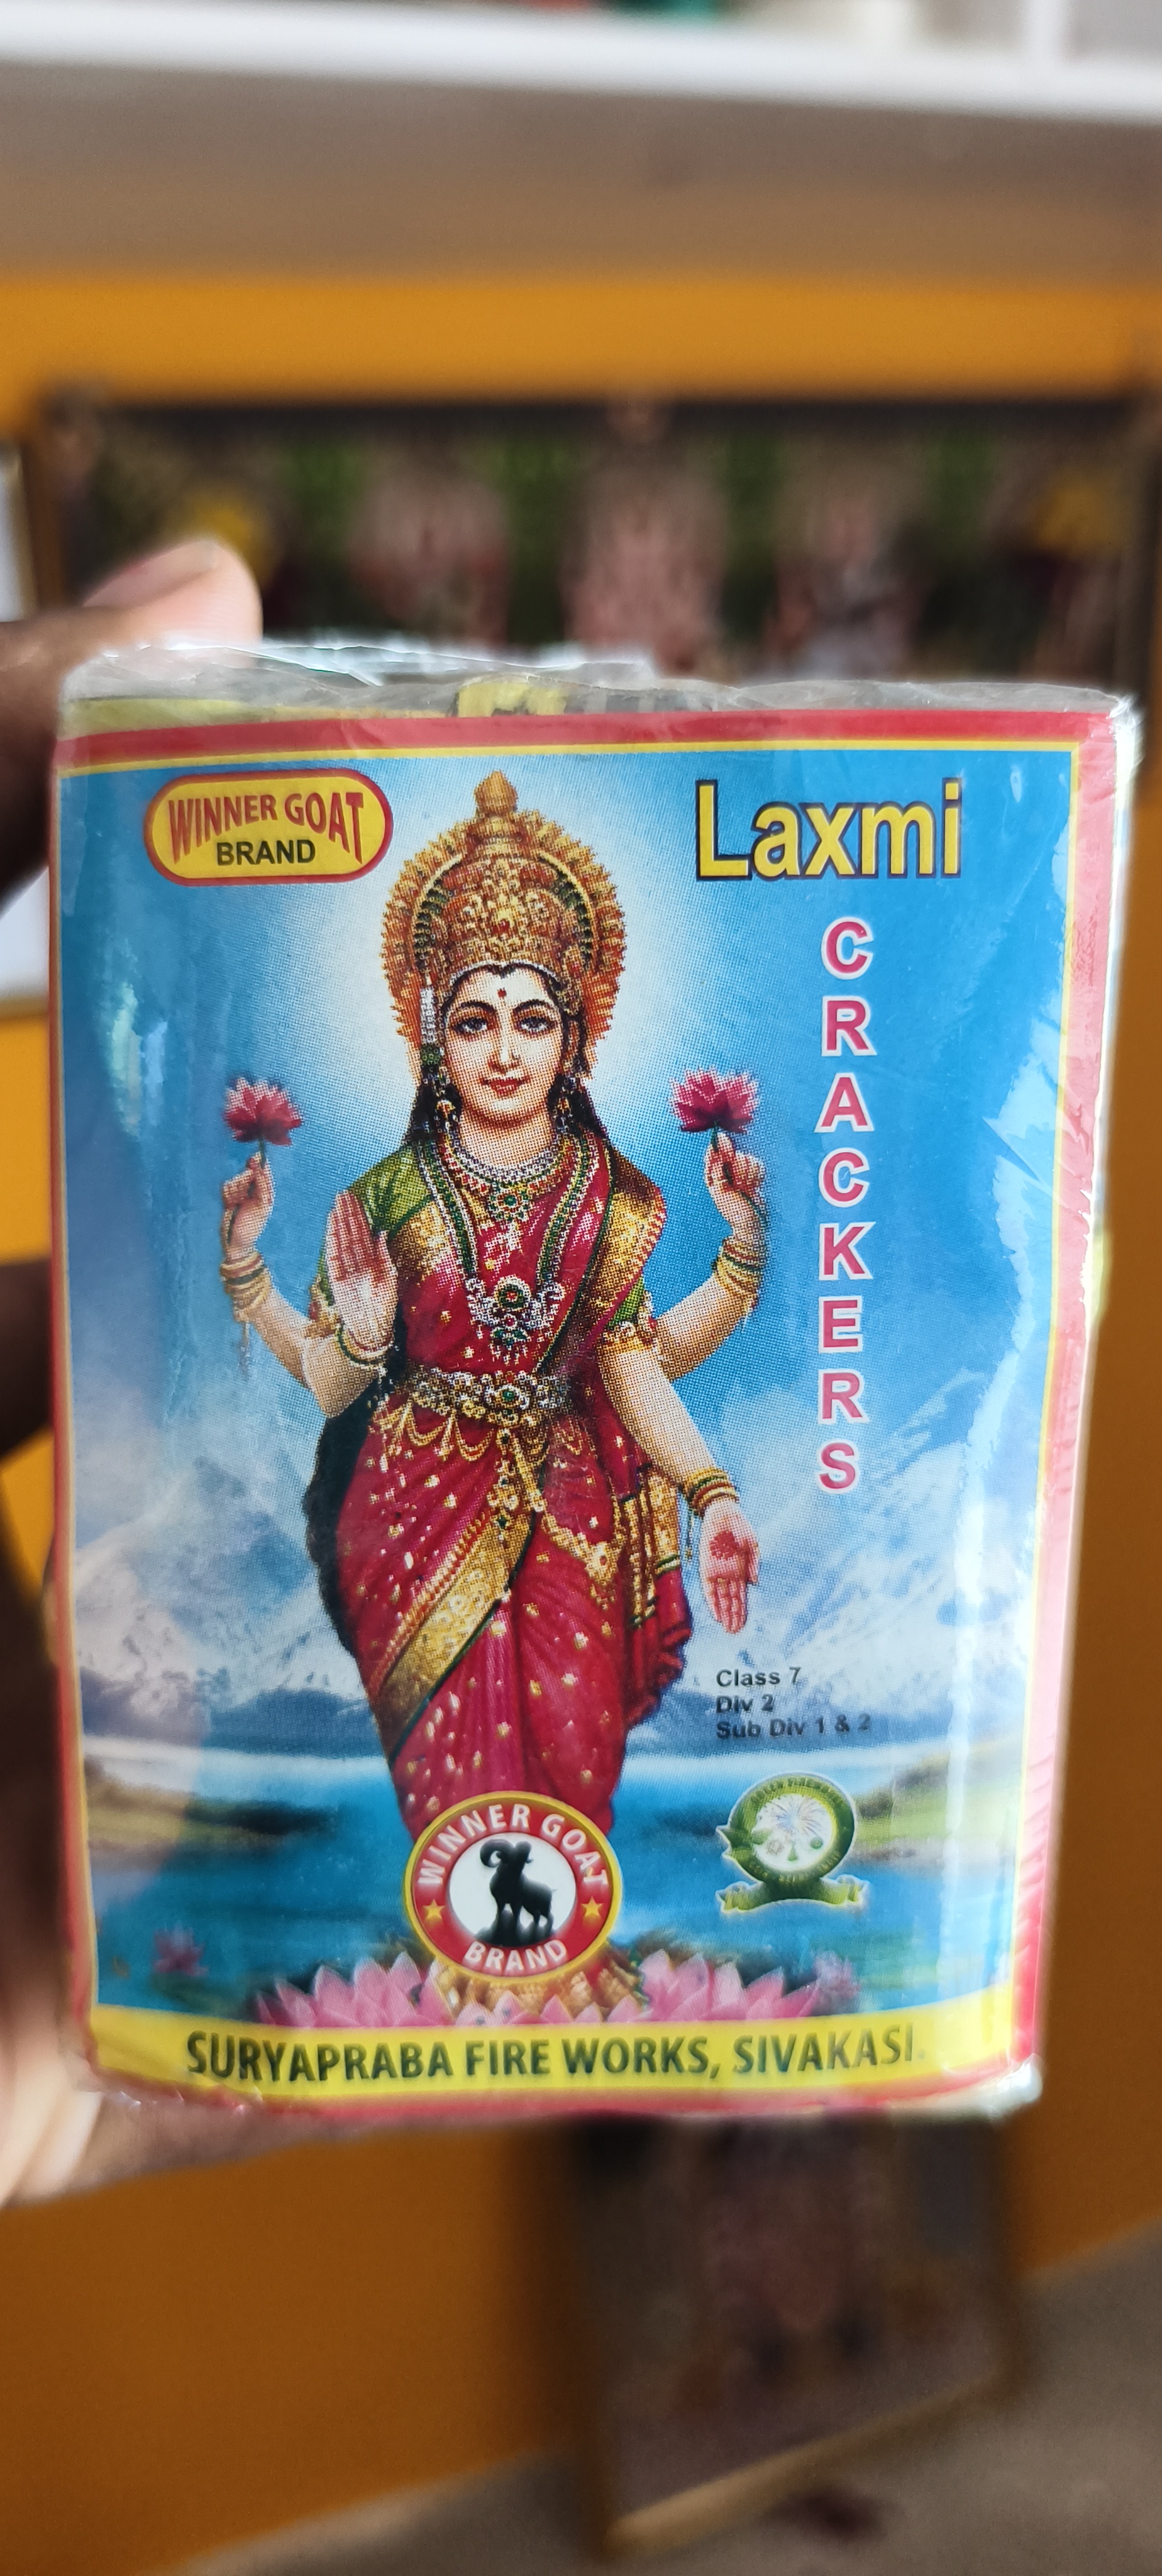 WINNER GOAT
BRAND
Laxmi
CRACKERS
Class 7
Div 2
Sub Div 1 & 2
WINNER GOAT
BRAND
SURYAPRABA FIRE WORKS, SIVAKASI.